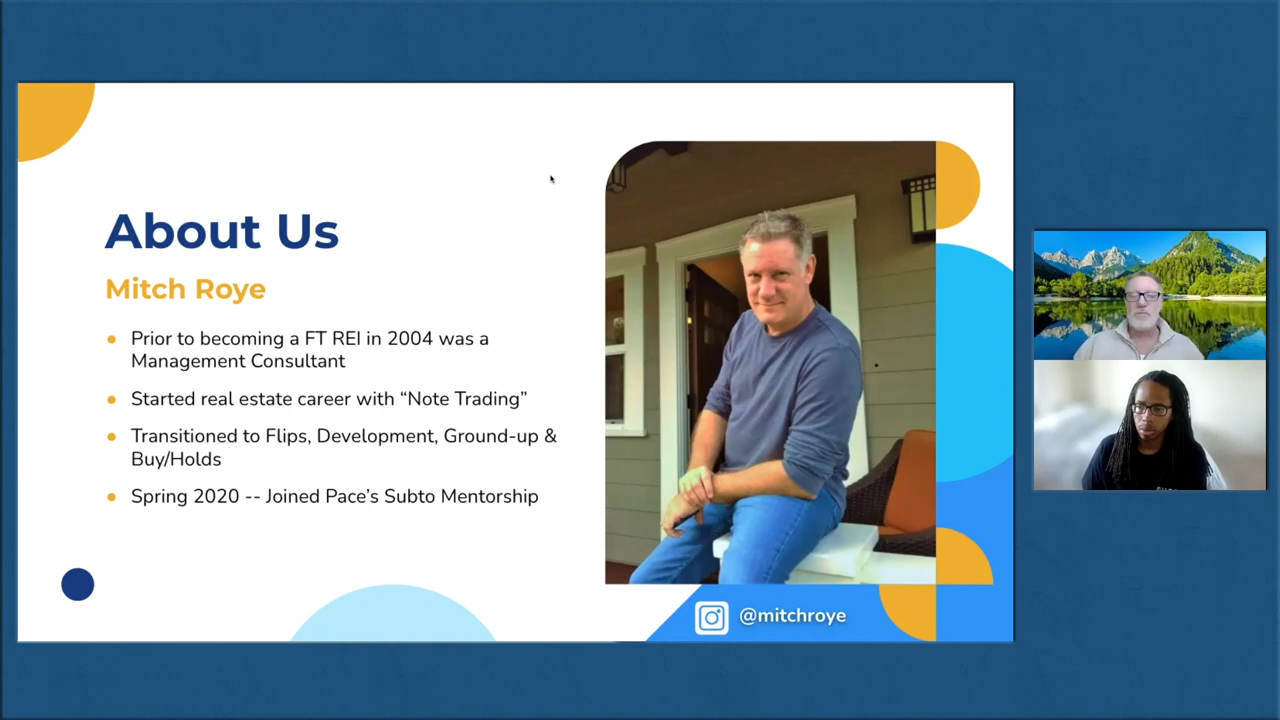 About Us
Mitch Roye
Prior to becoming a FT REI in 2004 was a
Management Consultant
Started real estate career with “Note Trading”
Transitioned to Flips, Development, Ground-up &
Buy/Holds
Spring 2020 -- Joined Pace’s Subto Mentorship
@mitchroye